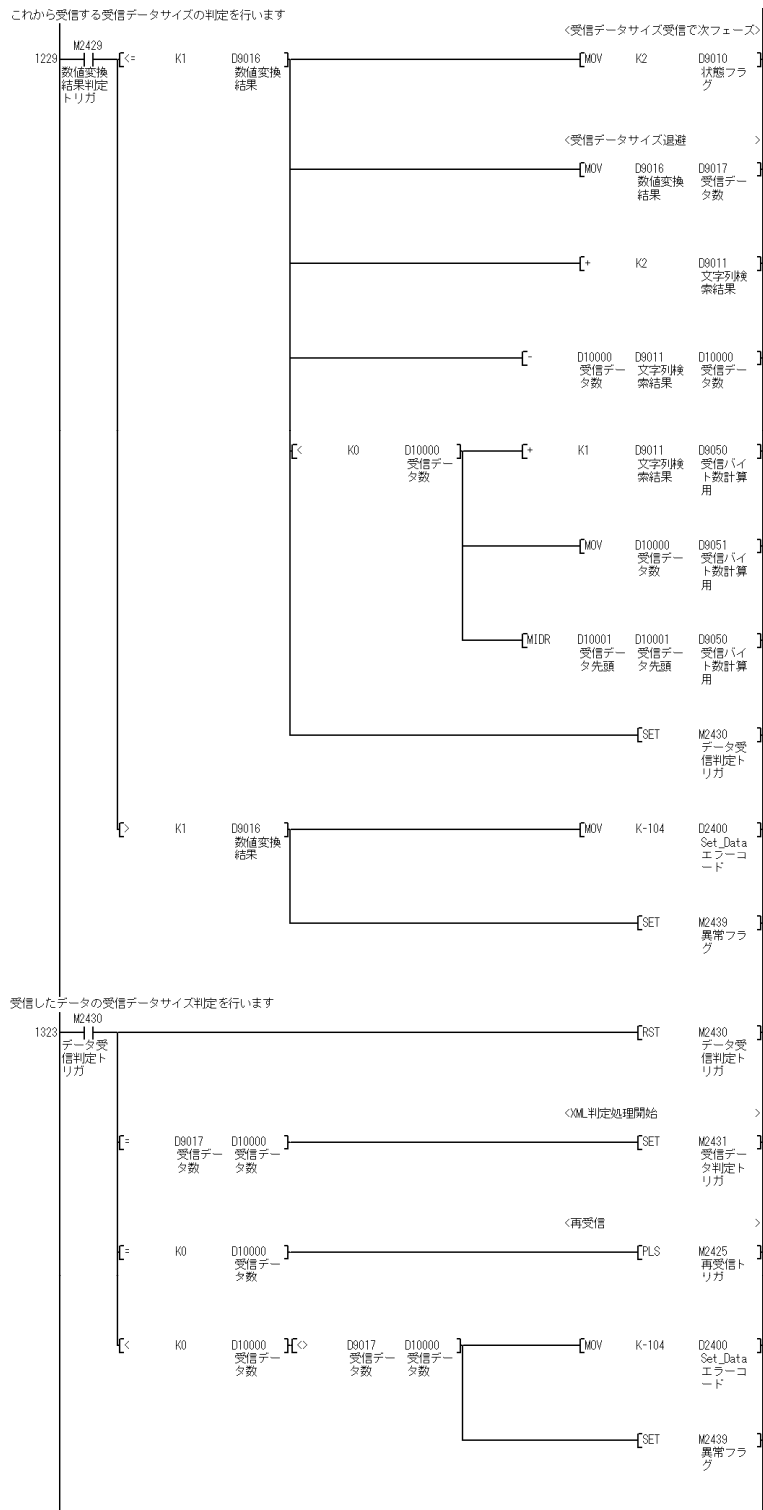 これから受信する受信データサイズの判定を行います
<受信データサイズ受信で次フェーズ>
M2429
1229
[<= K1 D9016 ]
[MOV K2 D9010 ]
数値変換
結果判定
トリガ
数値変換
結果
状態フラ
グ
<受信データサイズ退避 >
[MOV D9016 D9017 ]
数値変換
結果
受信デー
タ数
[+ K2 D9011 ]
文字列検
索結果
[- D10000 D9011 D10000 ]
受信デー
タ数
文字列検
索結果
受信デー
タ数
[< K0 D10000 ]
受信デー
タ数
[+ K1 D9011 D9050 ]
文字列検
索結果
受信バイ
ト数計算
用
[MOV D10000 D9051 ]
受信デー
タ数
受信バイ
ト数計算
用
[MIDR D10001 D10001 D9050 ]
受信デー
タ先頭
受信デー
タ先頭
受信バイ
ト数計算
用
[SET M2430 ]
データ受
信判定ト
リガ
[> K1 D9016 ]
数値変換
結果
[MOV K-104 D2400 ]
Set_Data
エラーコ
ード
[SET M2439 ]
異常フラ
グ
受信したデータの受信データサイズ判定を行います
M2430
1323
データ受
信判定ト
リガ
[RST M2430 ]
データ受
信判定ト
リガ
<XML判定処理開始 >
[= D9017 D10000 ]
受信デー
タ数
受信デー
タ数
[SET M2431 ]
受信デー
タ判定ト
リガ
<再受信 >
[= K0 D10000 ]
受信デー
タ数
[PLS M2425 ]
再受信ト
リガ
[< K0 D10000 ]
受信デー
タ数
[<> D9017 D10000 ]
受信デー
タ数
受信デー
タ数
[MOV K-104 D2400 ]
Set_Data
エラーコ
ード
[SET M2439 ]
異常フラ
グ